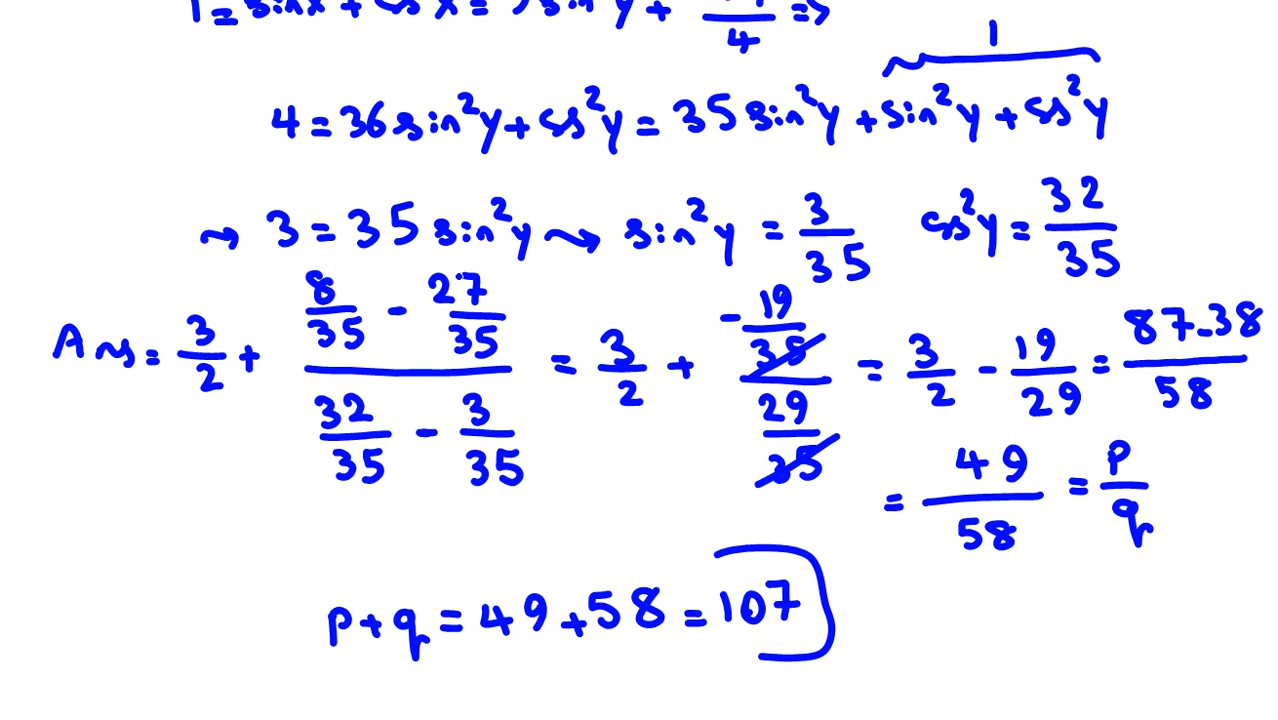 1
4 = 36 sin²y + cos²y = 35 sin²y + sin²y + cos²y
⇝ 3 = 35 sin²y ⇝ sin²y = 3/35 cos²y = 32/35
Ans = 3/2 + (8/35 - 27/35)/(32/35 - 3/35) = 3/2 + (-19/35)/(29/35) = 3/2 - 19/29 = (87-38)/58
= 49/58 = p/q
p+q = 49+58 = 107